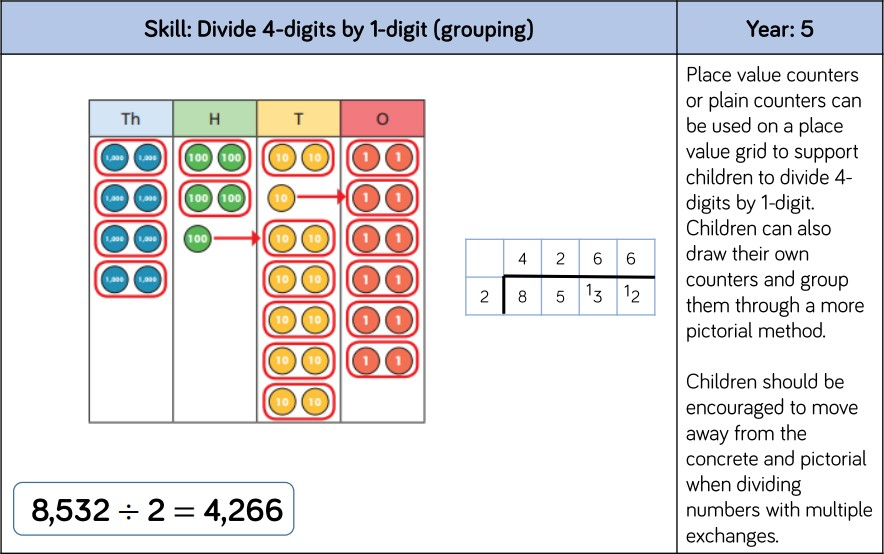 Skill: Divide 4-digits by 1-digit (grouping)
Year: 5
Th H T O
1,000 1,000 100 100 10 10 1 1
1,000 1,000 100 100 10 1 1
1,000 1,000 100 10 10 1 1
1,000 1,000 10 10 1 1
10 10 1 1
10 10 1 1
10 10
4 2 6 6
2 8 5 13 12
8,532 ÷ 2 = 4,266
Place value counters
or plain counters can
be used on a place
value grid to support
children to divide 4-
digits by 1-digit.
Children can also
draw their own
counters and group
them through a more
pictorial method.
Children should be
encouraged to move
away from the
concrete and pictorial
when dividing
numbers with multiple
exchanges.